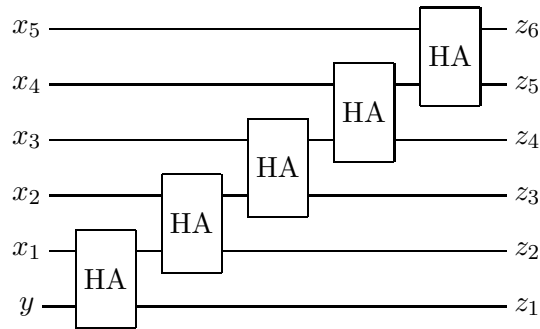 x₅ z₆
HA
x₄ z₅
HA
x₃ z₄
HA
x₂ z₃
HA
x₁ z₂
HA
y z₁